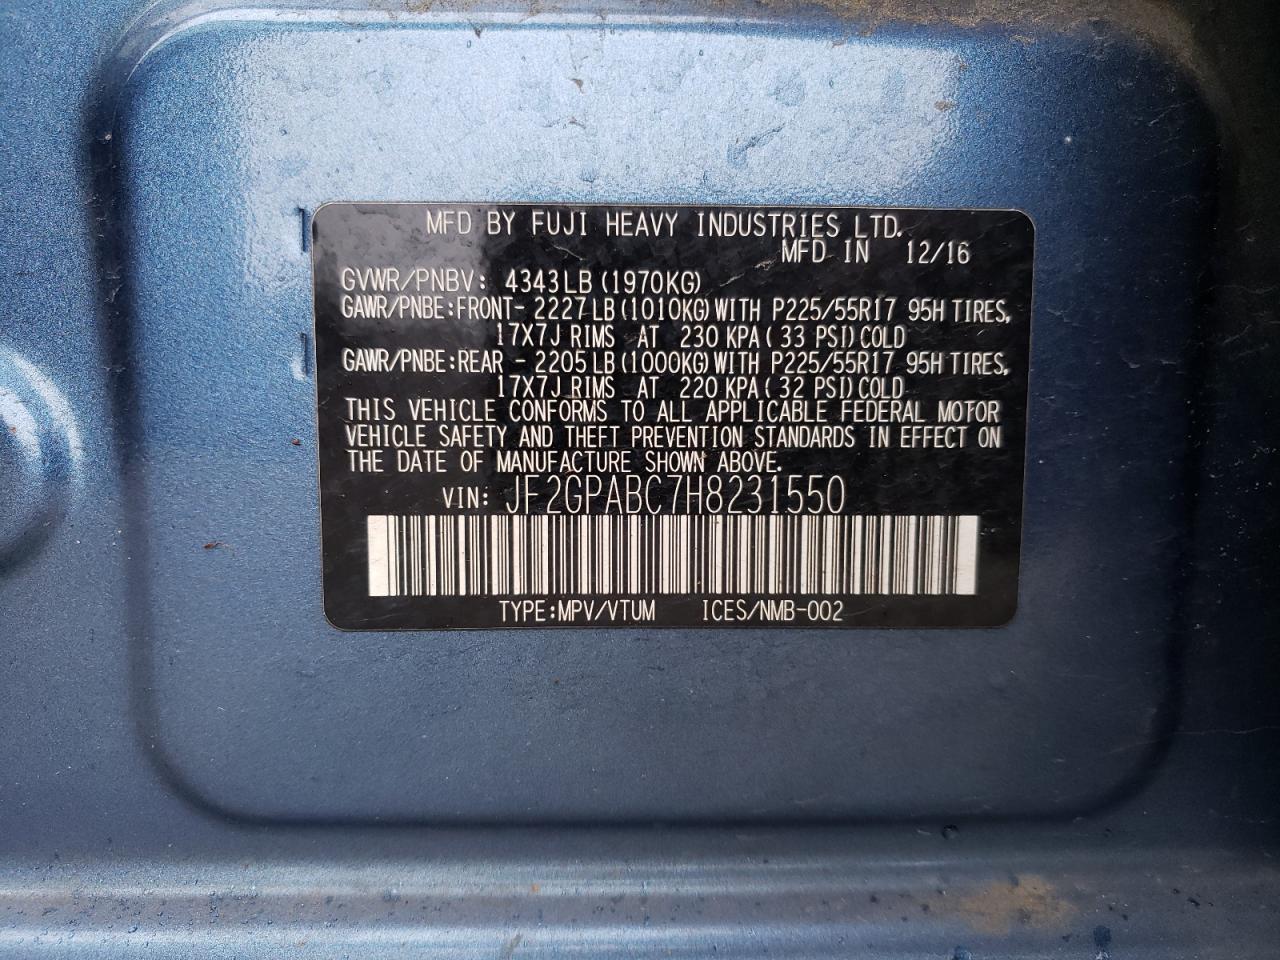 MFD BY FUJI HEAVY INDUSTRIES LTD.
MFD IN 12/16
GVWR/PNBV: 4343LB (1970KG)
GAWR/PNBE:FRONT- 2227LB (1010KG) WITH P225/55R17 95H TIRES,
17X7J RIMS AT 230 KPA ( 33 PSI) COLD
GAWR/PNBE:REAR - 2205LB (1000KG) WITH P225/55R17 95H TIRES,
17X7J RIMS AT 220 KPA ( 32 PSI) COLD
THIS VEHICLE CONFORMS TO ALL APPLICABLE FEDERAL MOTOR
VEHICLE SAFETY AND THEFT PREVENTION STANDARDS IN EFFECT ON
THE DATE OF MANUFACTURE SHOWN ABOVE.
VIN: JF2GPABC7H8231550
TYPE:MPV/VTUM ICES/NMB-002